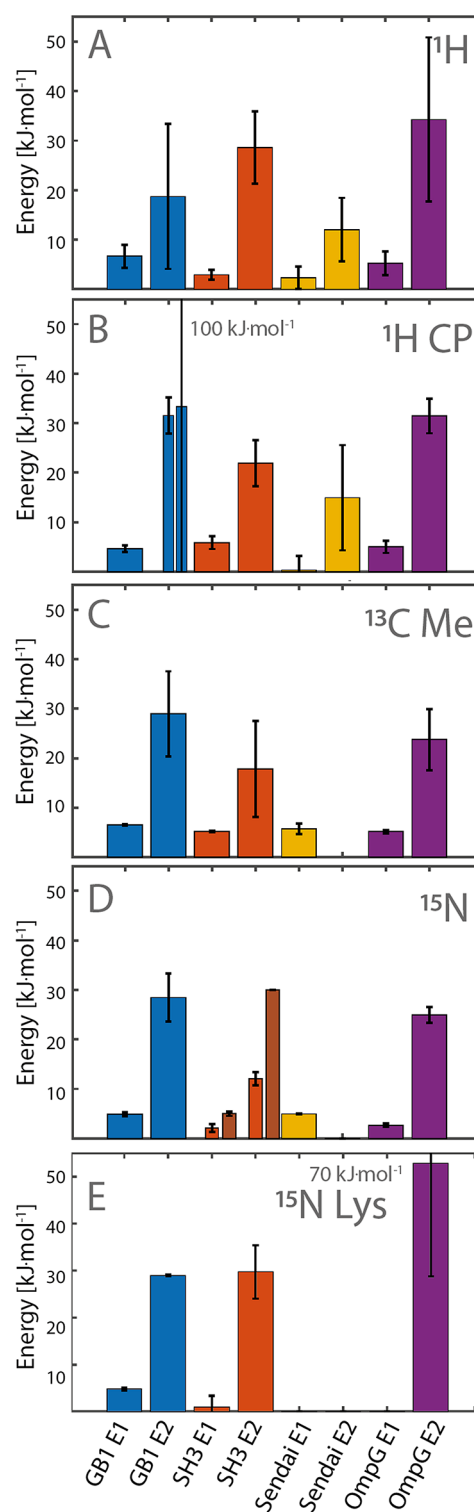 A
¹H
Energy [kJ·mol⁻¹]
50
40
30
20
10
B
100 kJ·mol⁻¹
¹H CP
Energy [kJ·mol⁻¹]
50
40
30
20
10
C
¹³C Me
Energy [kJ·mol⁻¹]
50
40
30
20
10
D
¹⁵N
Energy [kJ·mol⁻¹]
50
40
30
20
10
E
70 kJ·mol⁻¹
¹⁵N Lys
Energy [kJ·mol⁻¹]
50
40
30
20
10
GB1 E1
GB1 E2
SH3 E1
SH3 E2
Sendai E1
Sendai E2
OmpG E1
OmpG E2